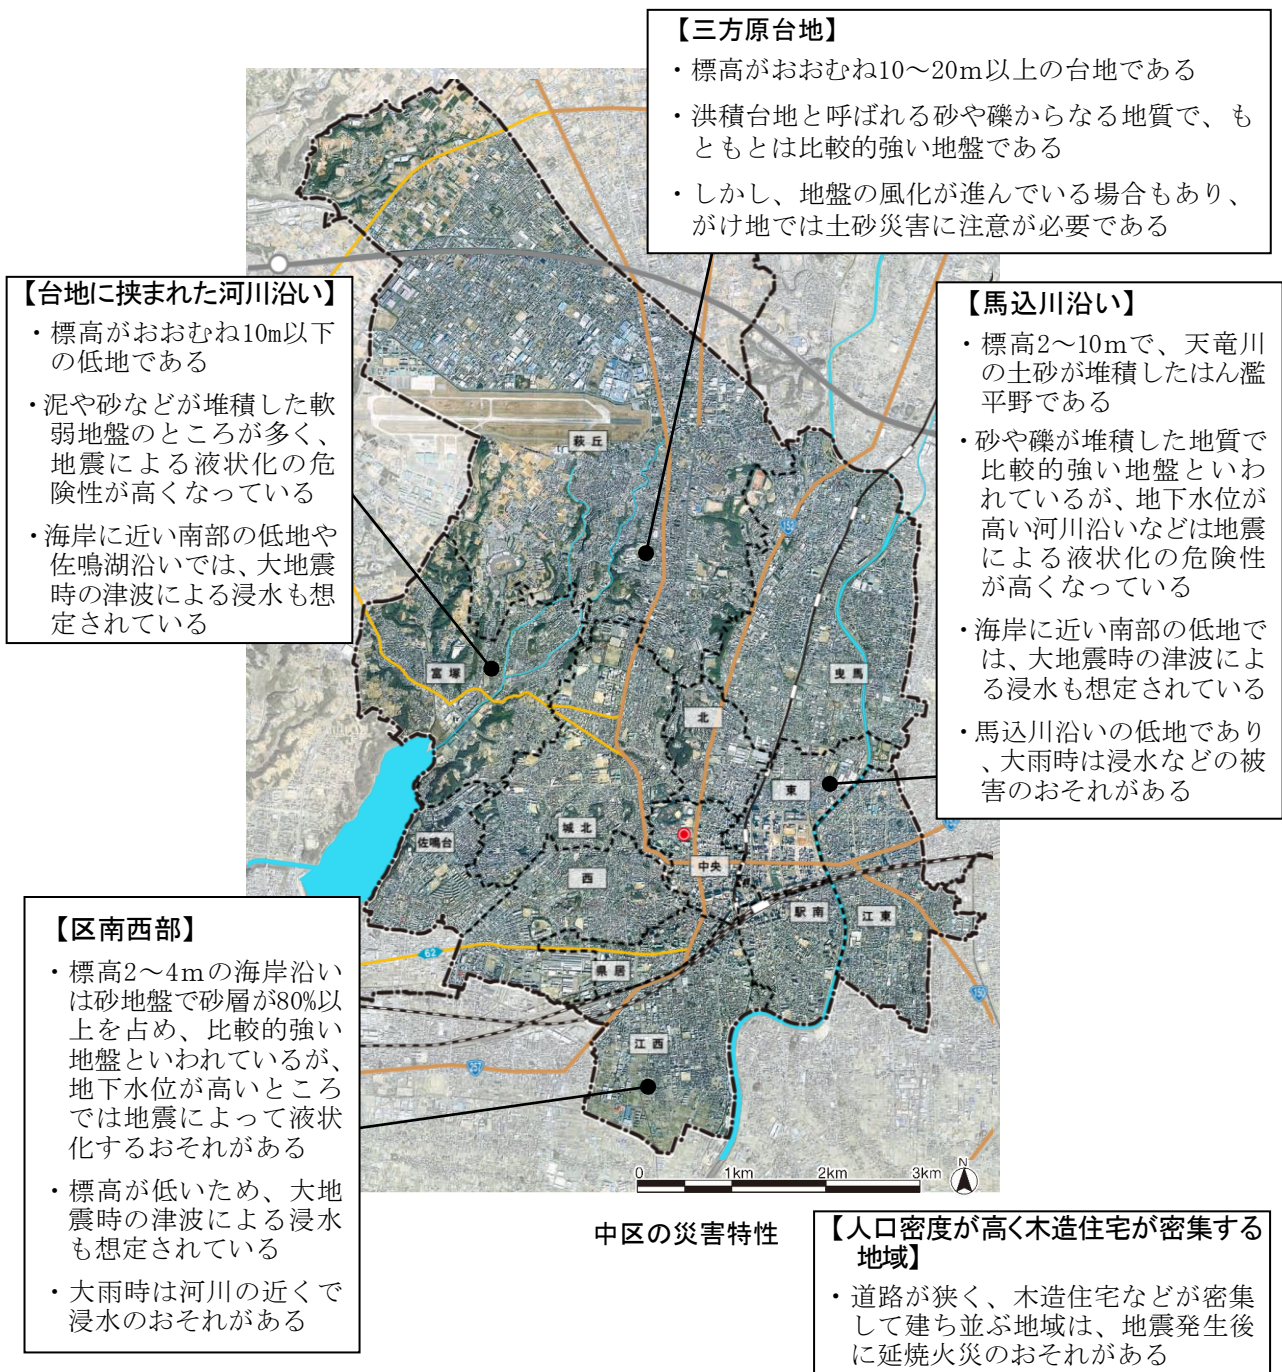 【三方原台地】
・標高がおおむね10～20m以上の台地である
・洪積台地と呼ばれる砂や礫からなる地質で、も
ともとは比較的強い地盤である
・しかし、地盤の風化が進んでいる場合もあり、
がけ地では土砂災害に注意が必要である
【台地に挟まれた河川沿い】
・標高がおおむね10m以下
の低地である
・泥や砂などが堆積した軟
弱地盤のところが多く、
地震による液状化の危
険性が高くなっている
・海岸に近い南部の低地や
佐鳴湖沿いでは、大地震
時の津波による浸水も想
定されている
【馬込川沿い】
・標高2～10mで、天竜川
の土砂が堆積したはん濫
平野である
・砂や礫が堆積した地質で
比較的強い地盤といわ
れているが、地下水位が
高い河川沿いなどは地震
による液状化の危険性
が高くなっている
・海岸に近い南部の低地で
は、大地震時の津波によ
る浸水も想定されている
・馬込川沿いの低地であり
、大雨時は浸水などの被
害のおそれがある
萩丘
152
富塚
曳馬
北
東
城北
佐鳴台
中央
西
152
駅南
江東
62
県居
152
江西
257
【区南西部】
・標高2～4mの海岸沿い
は砂地盤で砂層が80%以
上を占め、比較的強い
地盤といわれているが、
地下水位が高いところ
では地震によって液状
化するおそれがある
・標高が低いため、大地
震時の津波による浸水
も想定されている
・大雨時は河川の近くで
浸水のおそれがある
0 1km 2km 3km
N
中区の災害特性
【人口密度が高く木造住宅が密集する
地域】
・道路が狭く、木造住宅などが密集
して建ち並ぶ地域は、地震発生後
に延焼火災のおそれがある